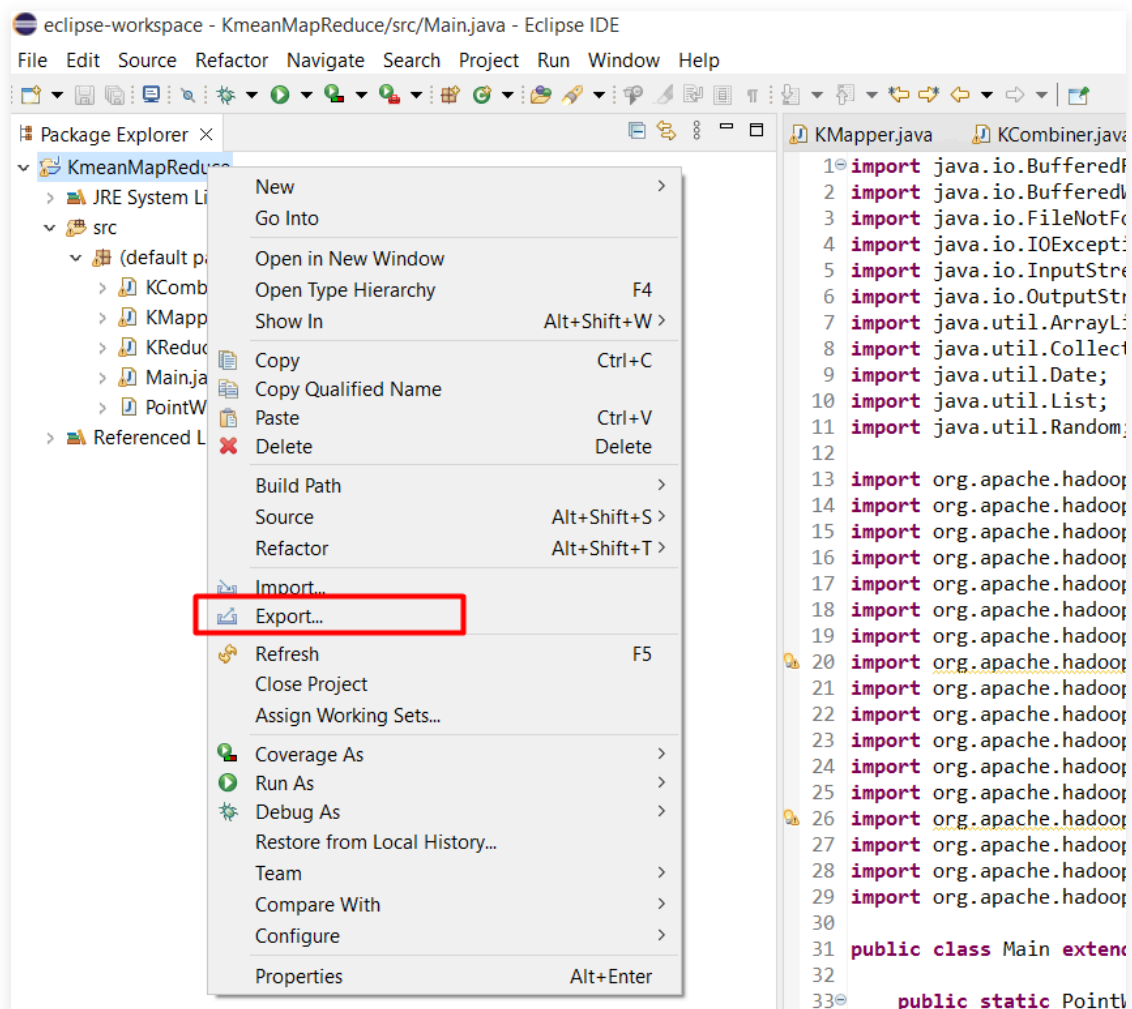 eclipse-workspace - KmeanMapReduce/src/Main.java - Eclipse IDE
File Edit Source Refactor Navigate Search Project Run Window Help
Package Explorer
KmeanMapReduce
JRE System Li
src
(default pa
KComb
KMapp
KReduc
Main.ja
PointW
Referenced L
New
Go Into
Open in New Window
Open Type Hierarchy F4
Show In Alt+Shift+W >
Copy Ctrl+C
Copy Qualified Name
Paste Ctrl+V
Delete Delete
Build Path
Source Alt+Shift+S >
Refactor Alt+Shift+T >
Import...
Export...
Refresh F5
Close Project
Assign Working Sets...
Coverage As
Run As
Debug As
Restore from Local History...
Team
Compare With
Configure
Properties Alt+Enter
KMapper.java KCombiner.java
1 import java.io.BufferedR
2 import java.io.BufferedW
3 import java.io.FileNotFo
4 import java.io.IOExcepti
5 import java.io.InputStre
6 import java.io.OutputStr
7 import java.util.ArrayLi
8 import java.util.Collect
9 import java.util.Date;
10 import java.util.List;
11 import java.util.Random;
12
13 import org.apache.hadoop
14 import org.apache.hadoop
15 import org.apache.hadoop
16 import org.apache.hadoop
17 import org.apache.hadoop
18 import org.apache.hadoop
19 import org.apache.hadoop
20 import org.apache.hadoop
21 import org.apache.hadoop
22 import org.apache.hadoop
23 import org.apache.hadoop
24 import org.apache.hadoop
25 import org.apache.hadoop
26 import org.apache.hadoop
27 import org.apache.hadoop
28 import org.apache.hadoop
29 import org.apache.hadoop
30
31 public class Main extend
32
33 public static PointW